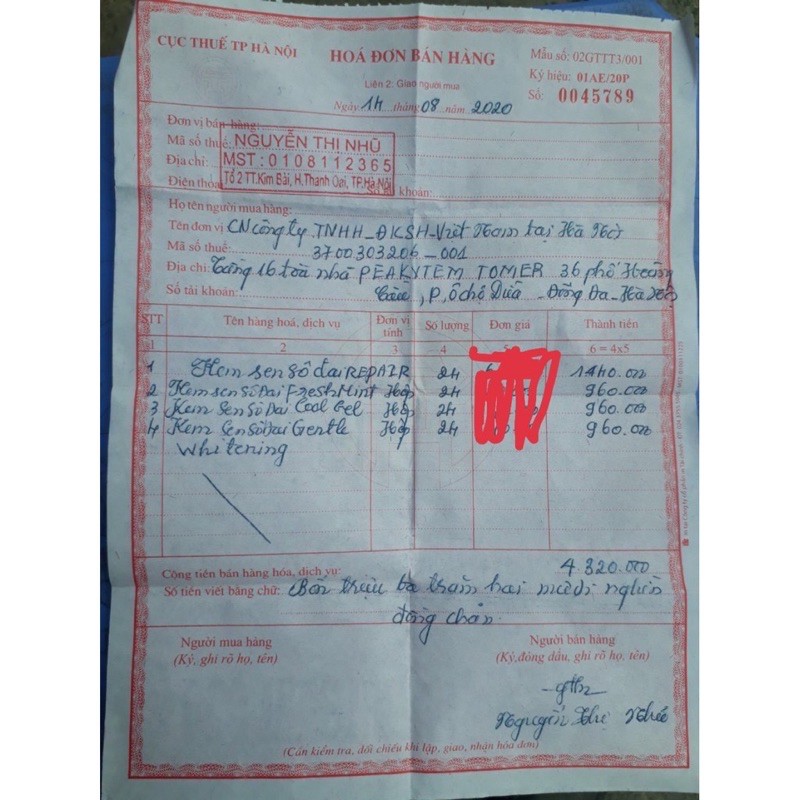 CỤC THUẾ TP HÀ NỘI
HOÁ ĐƠN BÁN HÀNG
Mẫu số: 02GTTT3/001
Liên 2: Giao người mua
Ký hiệu: 01AE/20P
Ngày 14 tháng 08 năm 2020
Số: 0045789
Đơn vị bán hàng:
Mã số thuế: NGUYỄN THỊ NHŨ
Địa chỉ: MST: 0108112365
Điện thoại Tổ 2 TT.Kim Bài, H.Thanh Oai, TP.Hà Nội khoản:
Họ tên người mua hàng:
Tên đơn vị CN công ty TNHH_ĐKSH_Việt Nam tại Hà Nội
Mã số thuế: 3700303206-001
Địa chỉ: Tầng 16 toà nhà PEAKYTEM TOMER 36 phố Hoàng
Số tài khoản: Cầu, P, Ô chợ Dừa - Đống Đa - Hà Nội
STT Tên hàng hoá, dịch vụ Đơn vị tính Số lượng Đơn giá Thành tiền
1 2 3 4 6 = 4x5
1 Kem sensôđai REPAIR 24 1440.000
2 Kem senSôĐai FreshMint Hộp 24 960.000
3 Kem SenSôĐai Cool Gel Hộp 24 960.000
4 Kem SenSôĐai Gentle Hộp 24 960.000
Whitening
Cộng tiền bán hàng hóa, dịch vụ: 4.320.000
Số tiền viết bằng chữ: Bốn triệu ba trăm hai mươi nghìn
đồng chẵn.
Người mua hàng
(Ký, ghi rõ họ, tên)
Người bán hàng
(Ký, đóng dấu, ghi rõ họ, tên)
Nguyễn Thị Nhũ
(Cần kiểm tra, đối chiếu khi lập, giao, nhận hóa đơn)